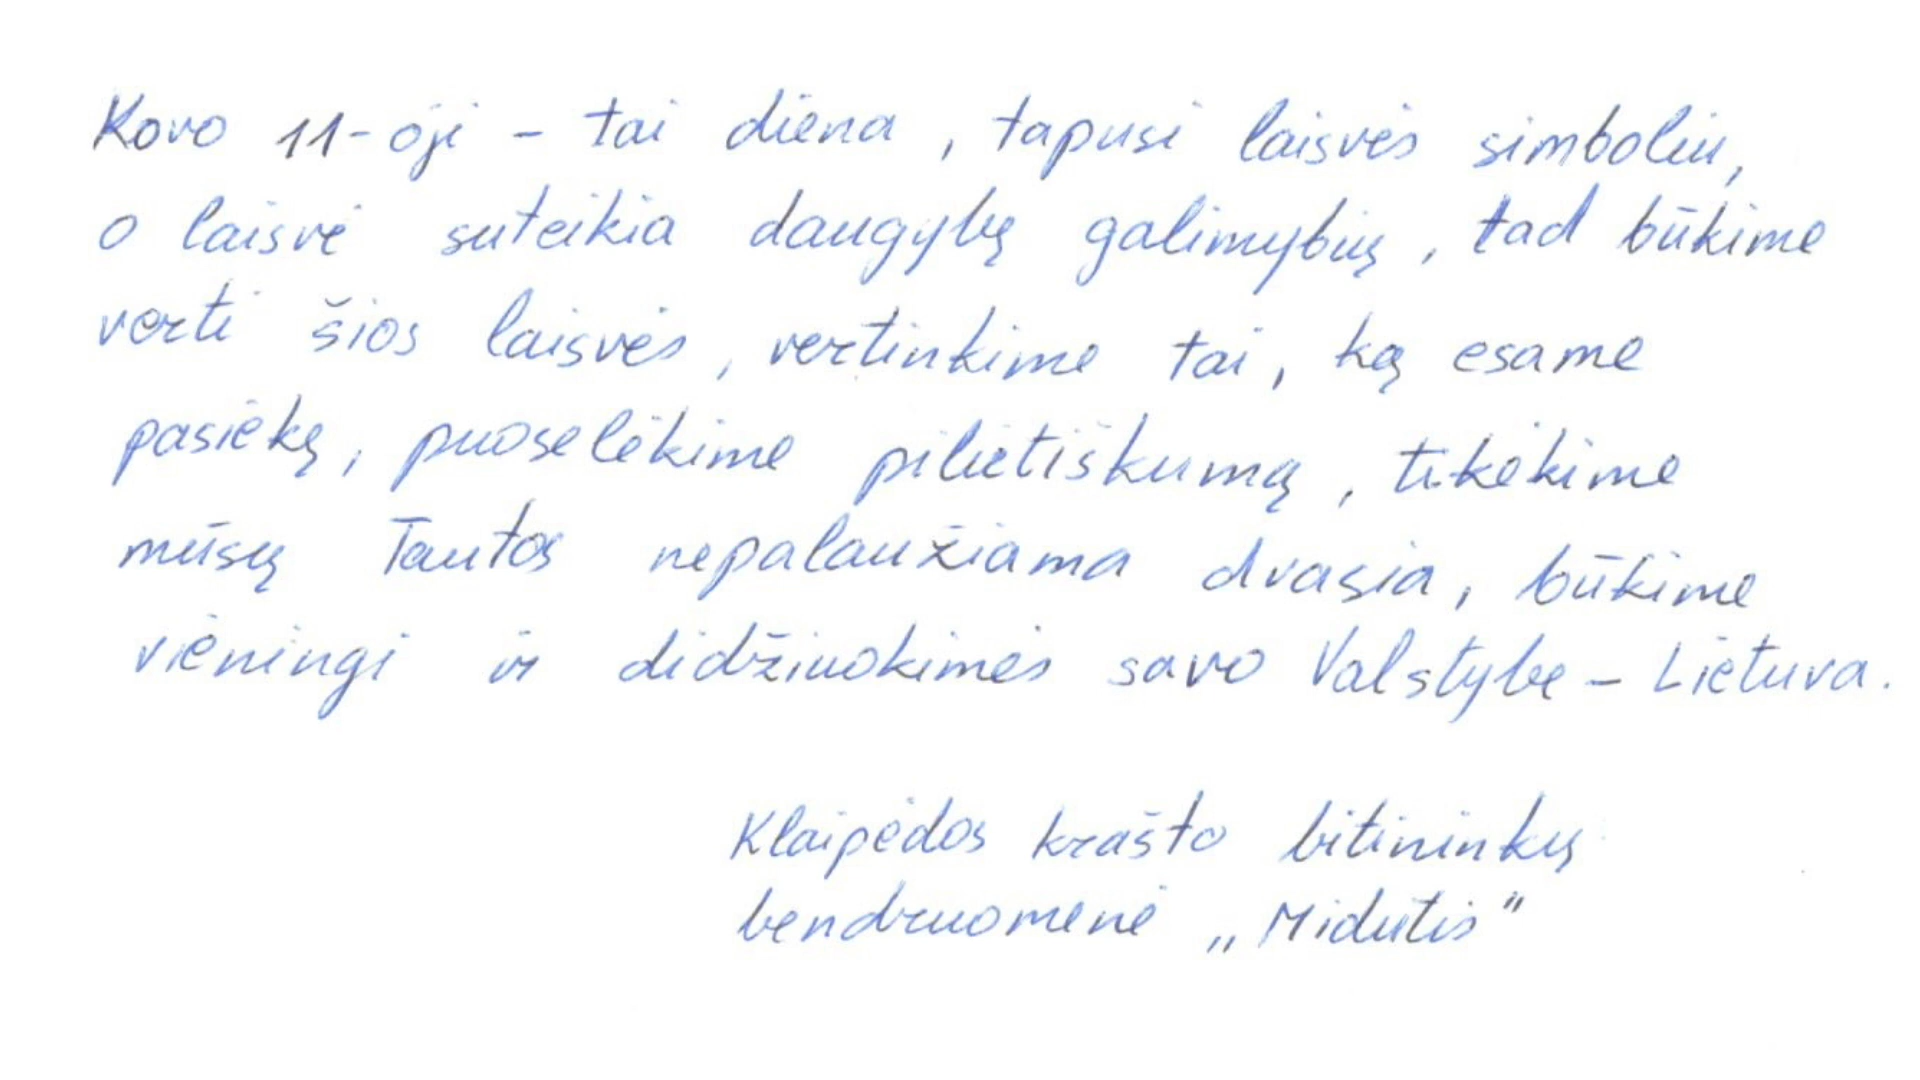 Kovo 11-oji - tai diena, tapusi laisvės simboliu,
o laisvė suteikia daugybę galimybių, tad būkime
verti šios laisvės, vertinkime tai, ką esame
pasiekę, puoselėkime pilietiškumą, tikėkime
mūsų Tautos nepalaužiama dvasia, būkime
vieningi ir didžiuokimės savo Valstybe - Lietuva.
Klaipėdos krašto bitininkų
bendruomenė „Midutis"